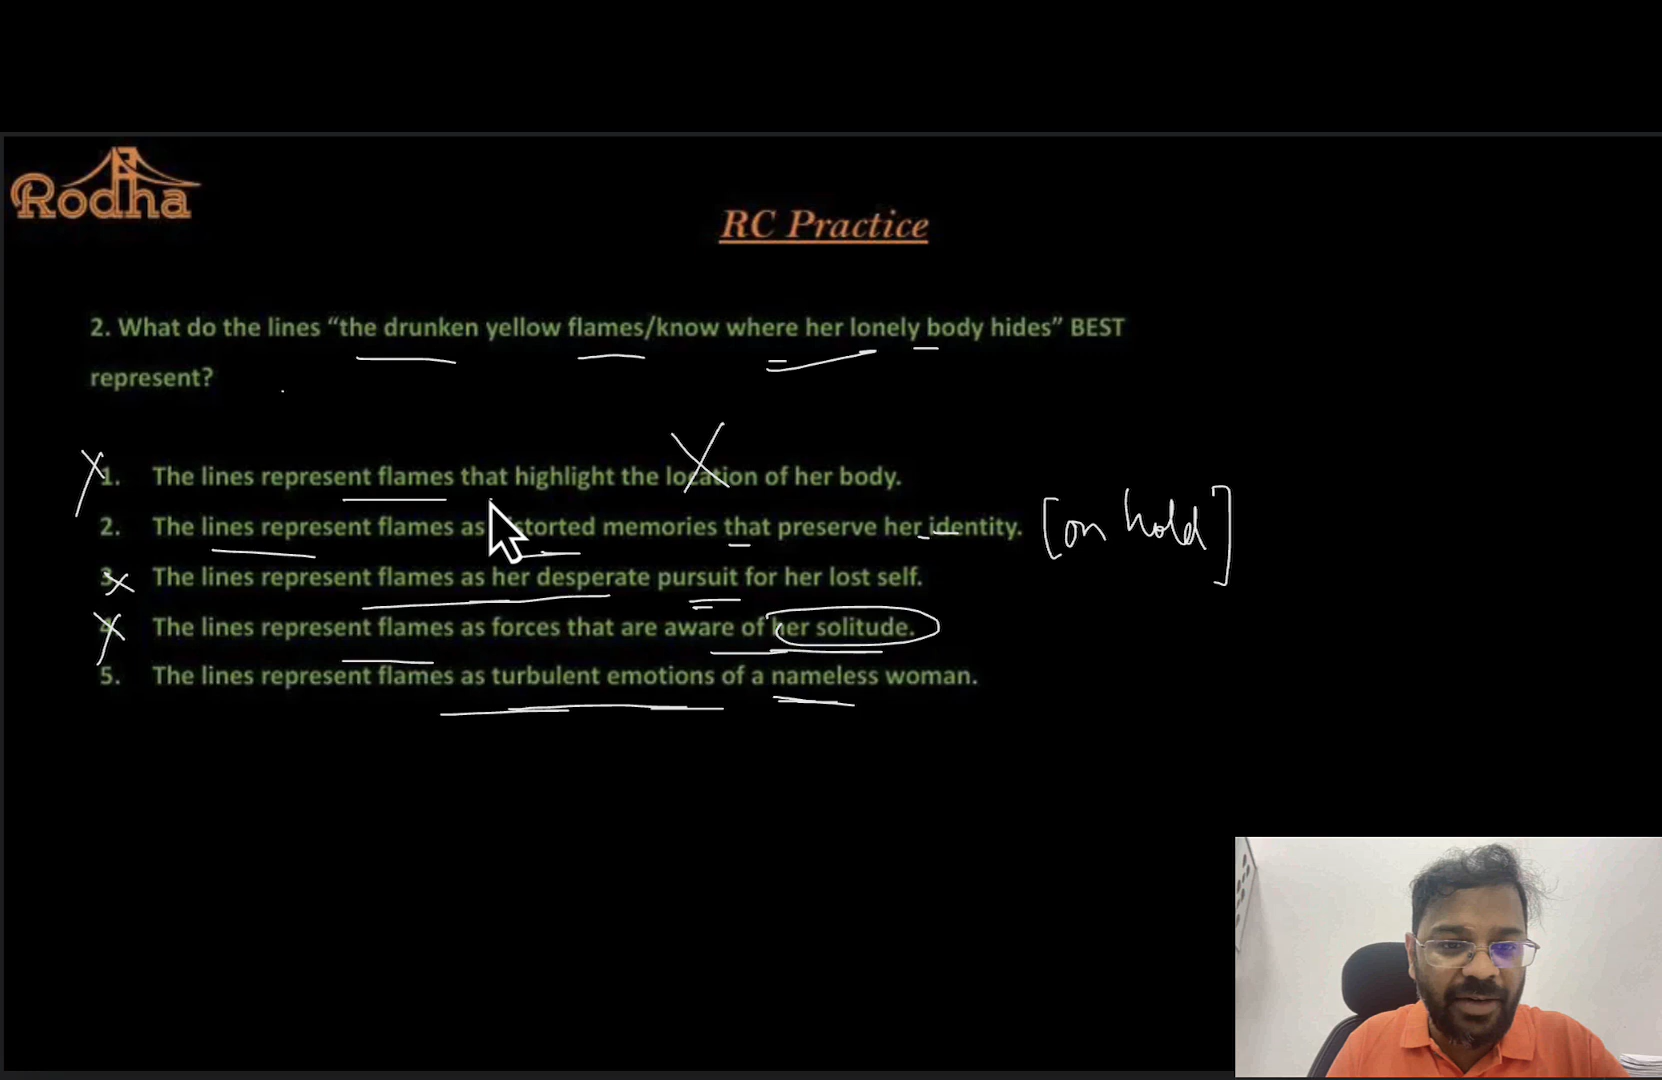 Rodha
RC Practice
2. What do the lines “the drunken yellow flames/know where her lonely body hides” BEST
represent?
1. The lines represent flames that highlight the location of her body.
2. The lines represent flames as distorted memories that preserve her identity. [on hold]
3. The lines represent flames as her desperate pursuit for her lost self.
4. The lines represent flames as forces that are aware of her solitude.
5. The lines represent flames as turbulent emotions of a nameless woman.